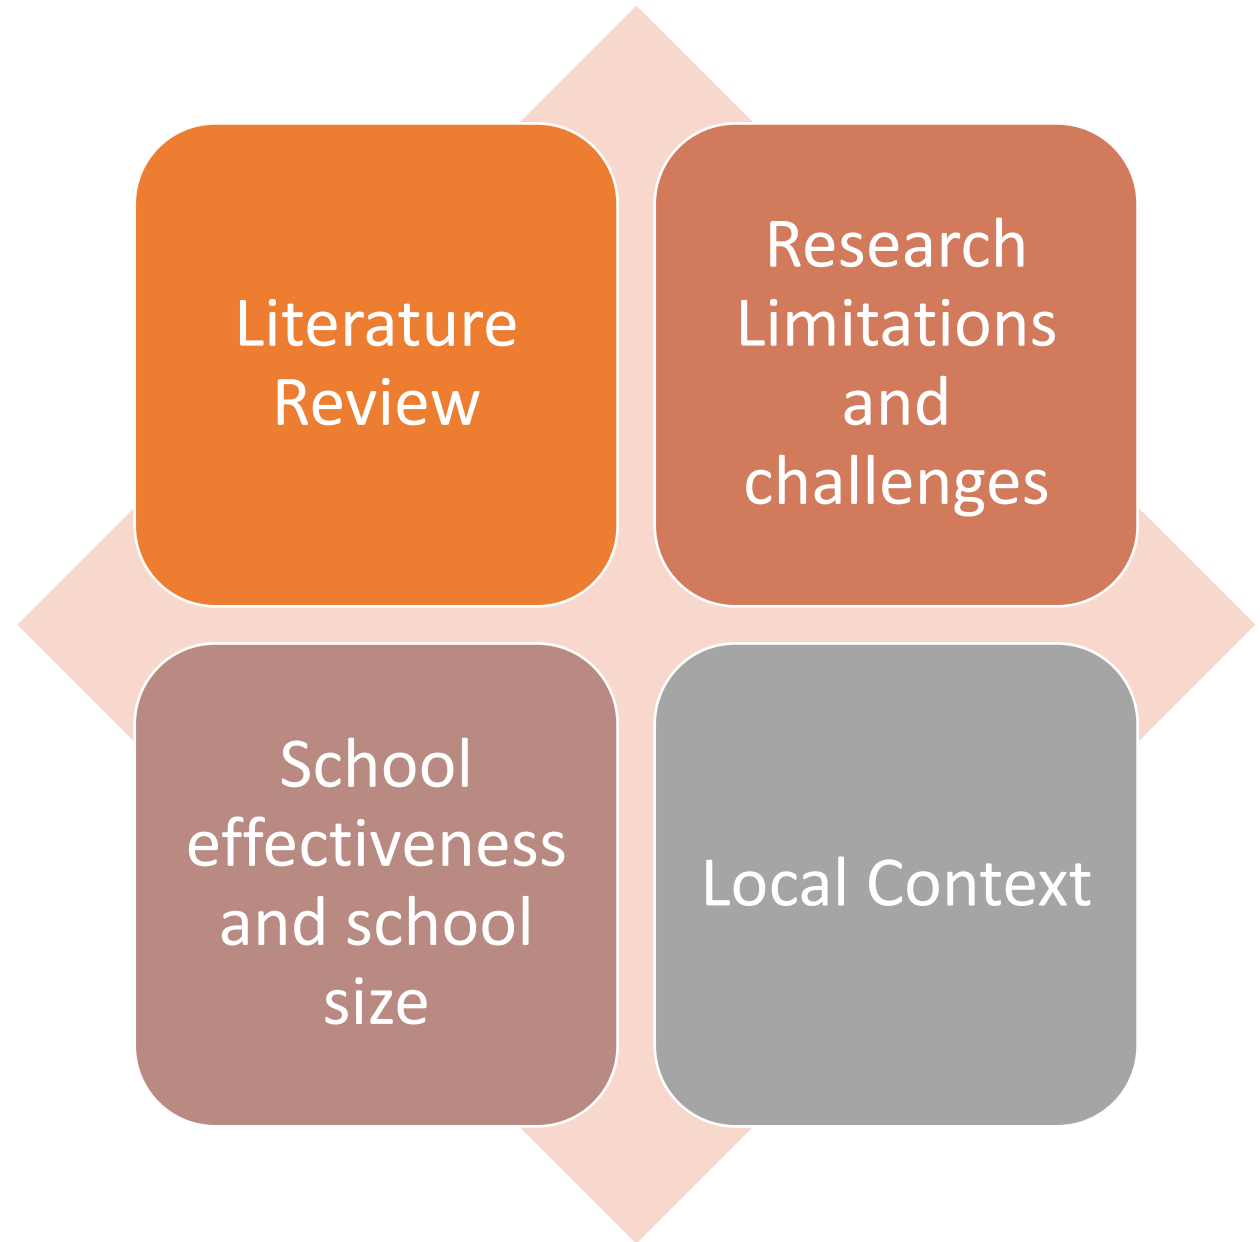 Literature
Review
Research
Limitations
and
challenges
School
effectiveness
and school
size
Local Context